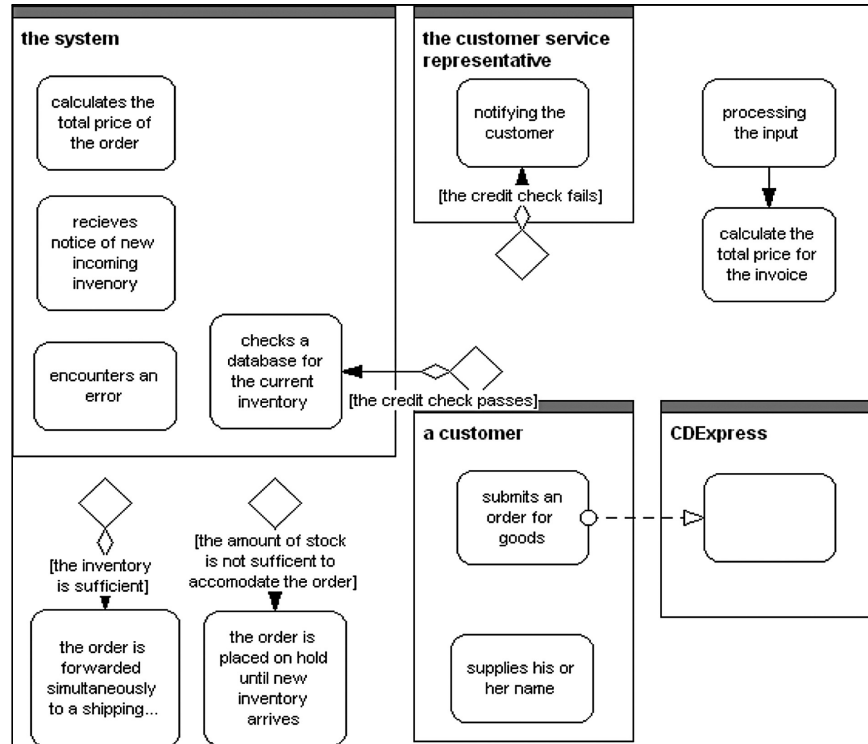 the system
calculates the
total price of
the order
recieves
notice of new
incoming
invenory
encounters an
error
checks a
database for
the current
inventory
the customer service
representative
notifying the
customer
[the credit check fails]
processing
the input
calculate the
total price for
the invoice
[the credit check passes]
a customer
submits an
order for
goods
supplies his or
her name
CDExpress
[the inventory
is sufficient]
the order is
forwarded
simultaneously
to a shipping...
[the amount of stock
is not sufficent to
accomodate the order]
the order is
placed on hold
until new
inventory
arrives